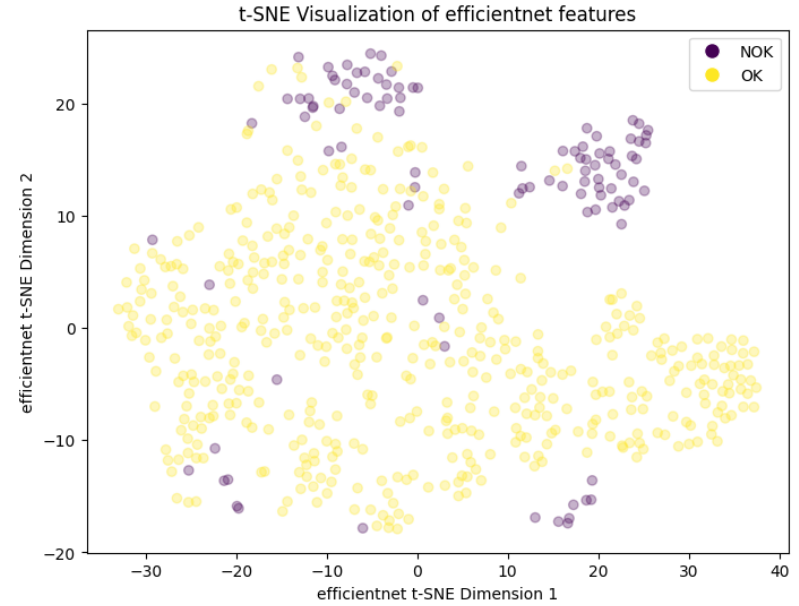 t-SNE Visualization of efficientnet features
NOK
OK
efficientnet t-SNE Dimension 2
20
10
0
−10
−20
−30
−20
−10
0
10
20
30
40
efficientnet t-SNE Dimension 1